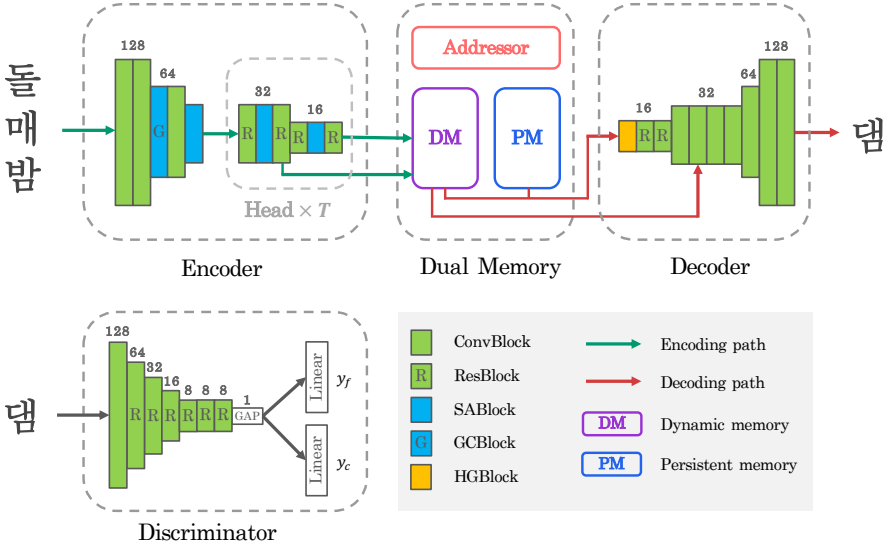 돌
매
밤
128
64
G
32
R
R
16
R
R
Head × T
Encoder
Addressor
DM
PM
Dual Memory
16
R
R
32
64
128
Decoder
댐
128
64
32
16
8 8 8
1
R
R
R
R
R
R
GAP
Linear
y_f
Linear
y_c
댐
Discriminator
ConvBlock
R ResBlock
SABlock
G GCBlock
HGBlock
Encoding path
Decoding path
DM Dynamic memory
PM Persistent memory